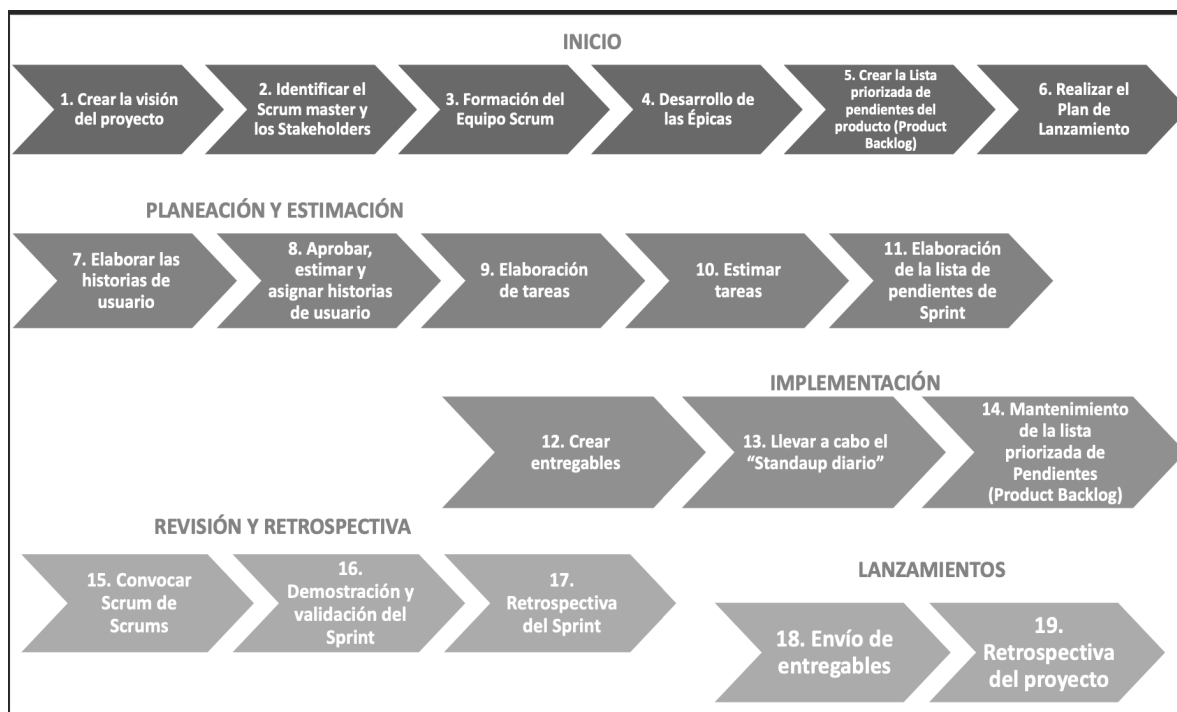 INICIO
1. Crear la visión
del proyecto
2. Identificar el
Scrum master y
los Stakeholders
3. Formación del
Equipo Scrum
4. Desarrollo de
las Épicas
5. Crear la Lista
priorizada de
pendientes del
producto (Product
Backlog)
6. Realizar el
Plan de
Lanzamiento
PLANEACIÓN Y ESTIMACIÓN
7. Elaborar las
historias de
usuario
8. Aprobar,
estimar y
asignar historias
de usuario
9. Elaboración
de tareas
10. Estimar
tareas
11. Elaboración
de la lista de
pendientes de
Sprint
IMPLEMENTACIÓN
12. Crear
entregables
13. Llevar a cabo el
“Standaup diario”
14. Mantenimiento
de la lista
priorizada de
Pendientes
(Product Backlog)
REVISIÓN Y RETROSPECTIVA
15. Convocar
Scrum de
Scrums
16.
Demostración y
validación del
Sprint
17.
Retrospectiva
del Sprint
LANZAMIENTOS
18. Envío de
entregables
19.
Retrospectiva
del proyecto